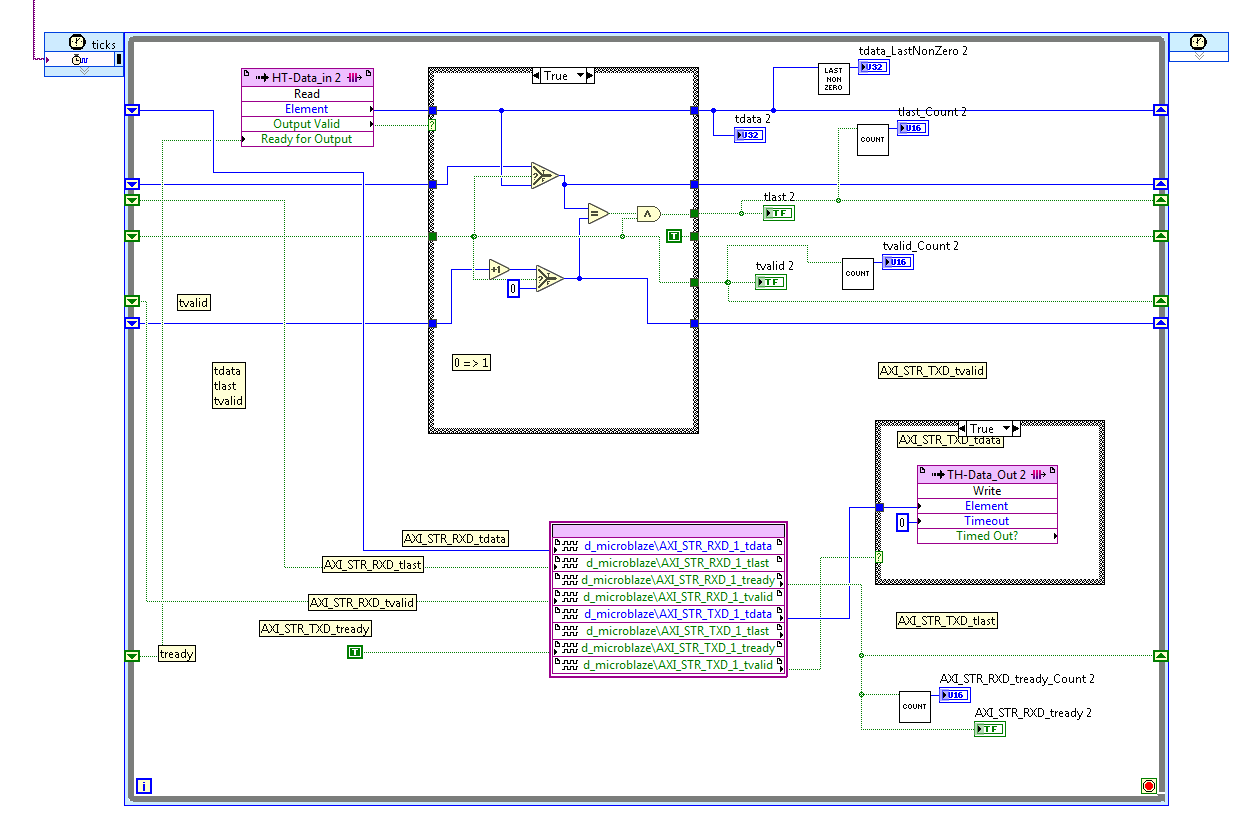 ticks
HT-Data_in 2
Read
Element
Output Valid
Ready for Output
True
?
LAST
NON
ZERO
tdata_LastNonZero 2
U32
tdata 2
U32
tlast_Count 2
COUNT
U16
?
T
F
=
Λ
tlast 2
TF
T
tvalid_Count 2
COUNT
U16
tvalid 2
TF
+1
?
T
F
0
tvalid
0 => 1
tdata
tlast
tvalid
AXI_STR_TXD_tvalid
True
AXI_STR_TXD_tdata
TH-Data_Out 2
Write
Element
0
Timeout
Timed Out?
?
AXI_STR_RXD_tdata
AXI_STR_RXD_tlast
AXI_STR_RXD_tvalid
AXI_STR_TXD_tready
d_microblaze\AXI_STR_RXD_1_tdata
d_microblaze\AXI_STR_RXD_1_tlast
d_microblaze\AXI_STR_RXD_1_tready
d_microblaze\AXI_STR_RXD_1_tvalid
d_microblaze\AXI_STR_TXD_1_tdata
d_microblaze\AXI_STR_TXD_1_tlast
d_microblaze\AXI_STR_TXD_1_tready
d_microblaze\AXI_STR_TXD_1_tvalid
AXI_STR_TXD_tlast
tready
T
AXI_STR_RXD_tready_Count 2
COUNT
U16
AXI_STR_RXD_tready 2
TF
i